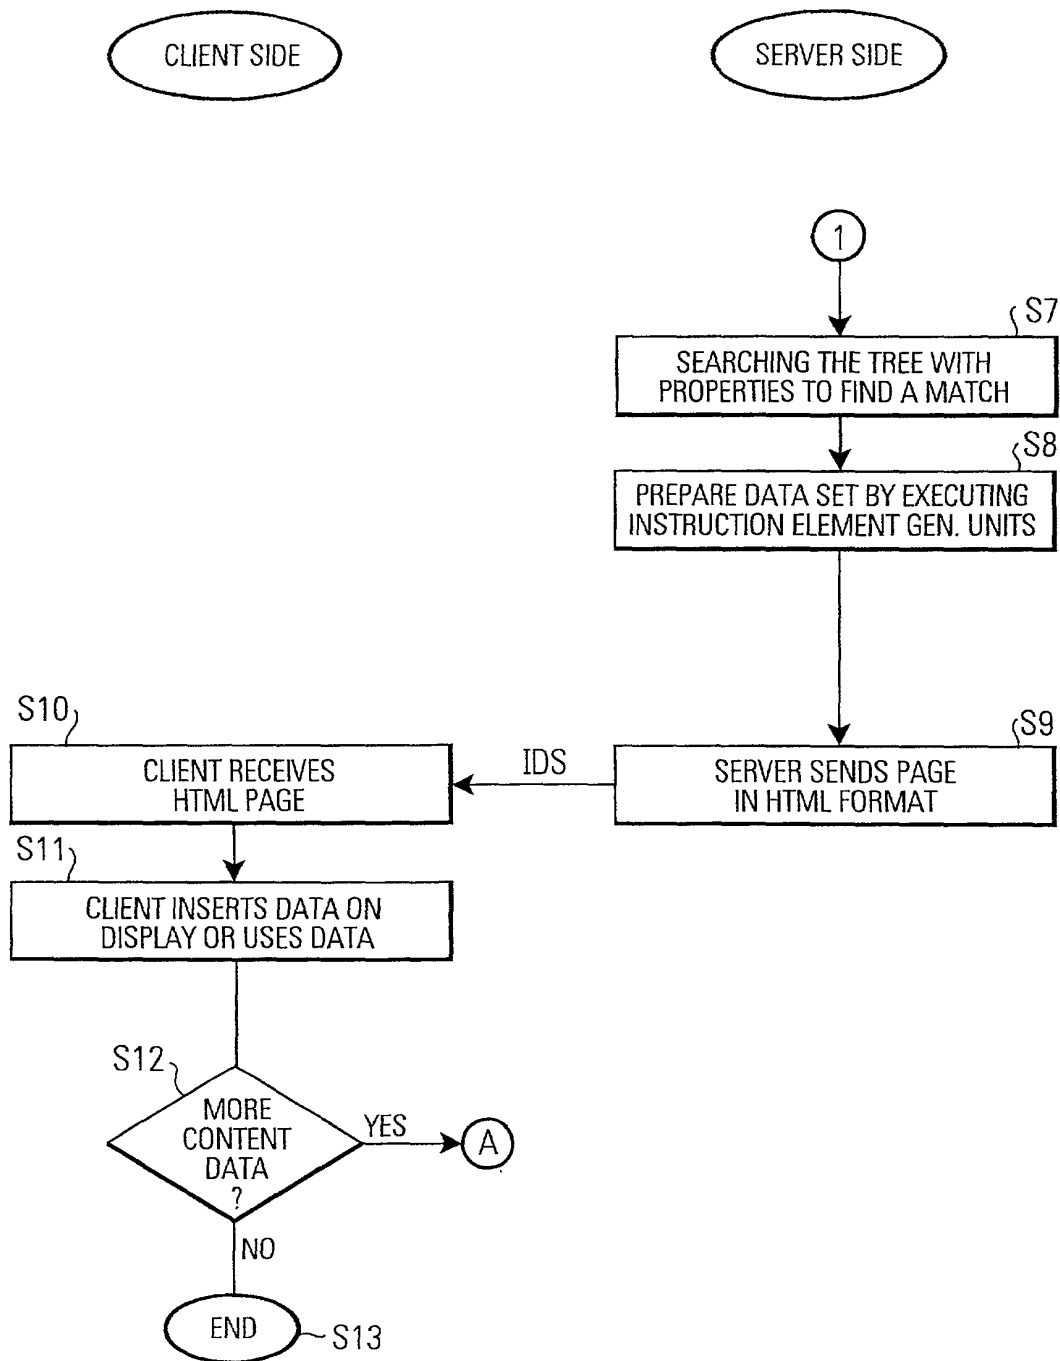 CLIENT SIDE
SERVER SIDE
1
S7
SEARCHING THE TREE WITH
PROPERTIES TO FIND A MATCH
S8
PREPARE DATA SET BY EXECUTING
INSTRUCTION ELEMENT GEN. UNITS
S9
SERVER SENDS PAGE
IN HTML FORMAT
IDS
S10
CLIENT RECEIVES
HTML PAGE
S11
CLIENT INSERTS DATA ON
DISPLAY OR USES DATA
S12
MORE
CONTENT
DATA
?
YES
A
NO
END
S13